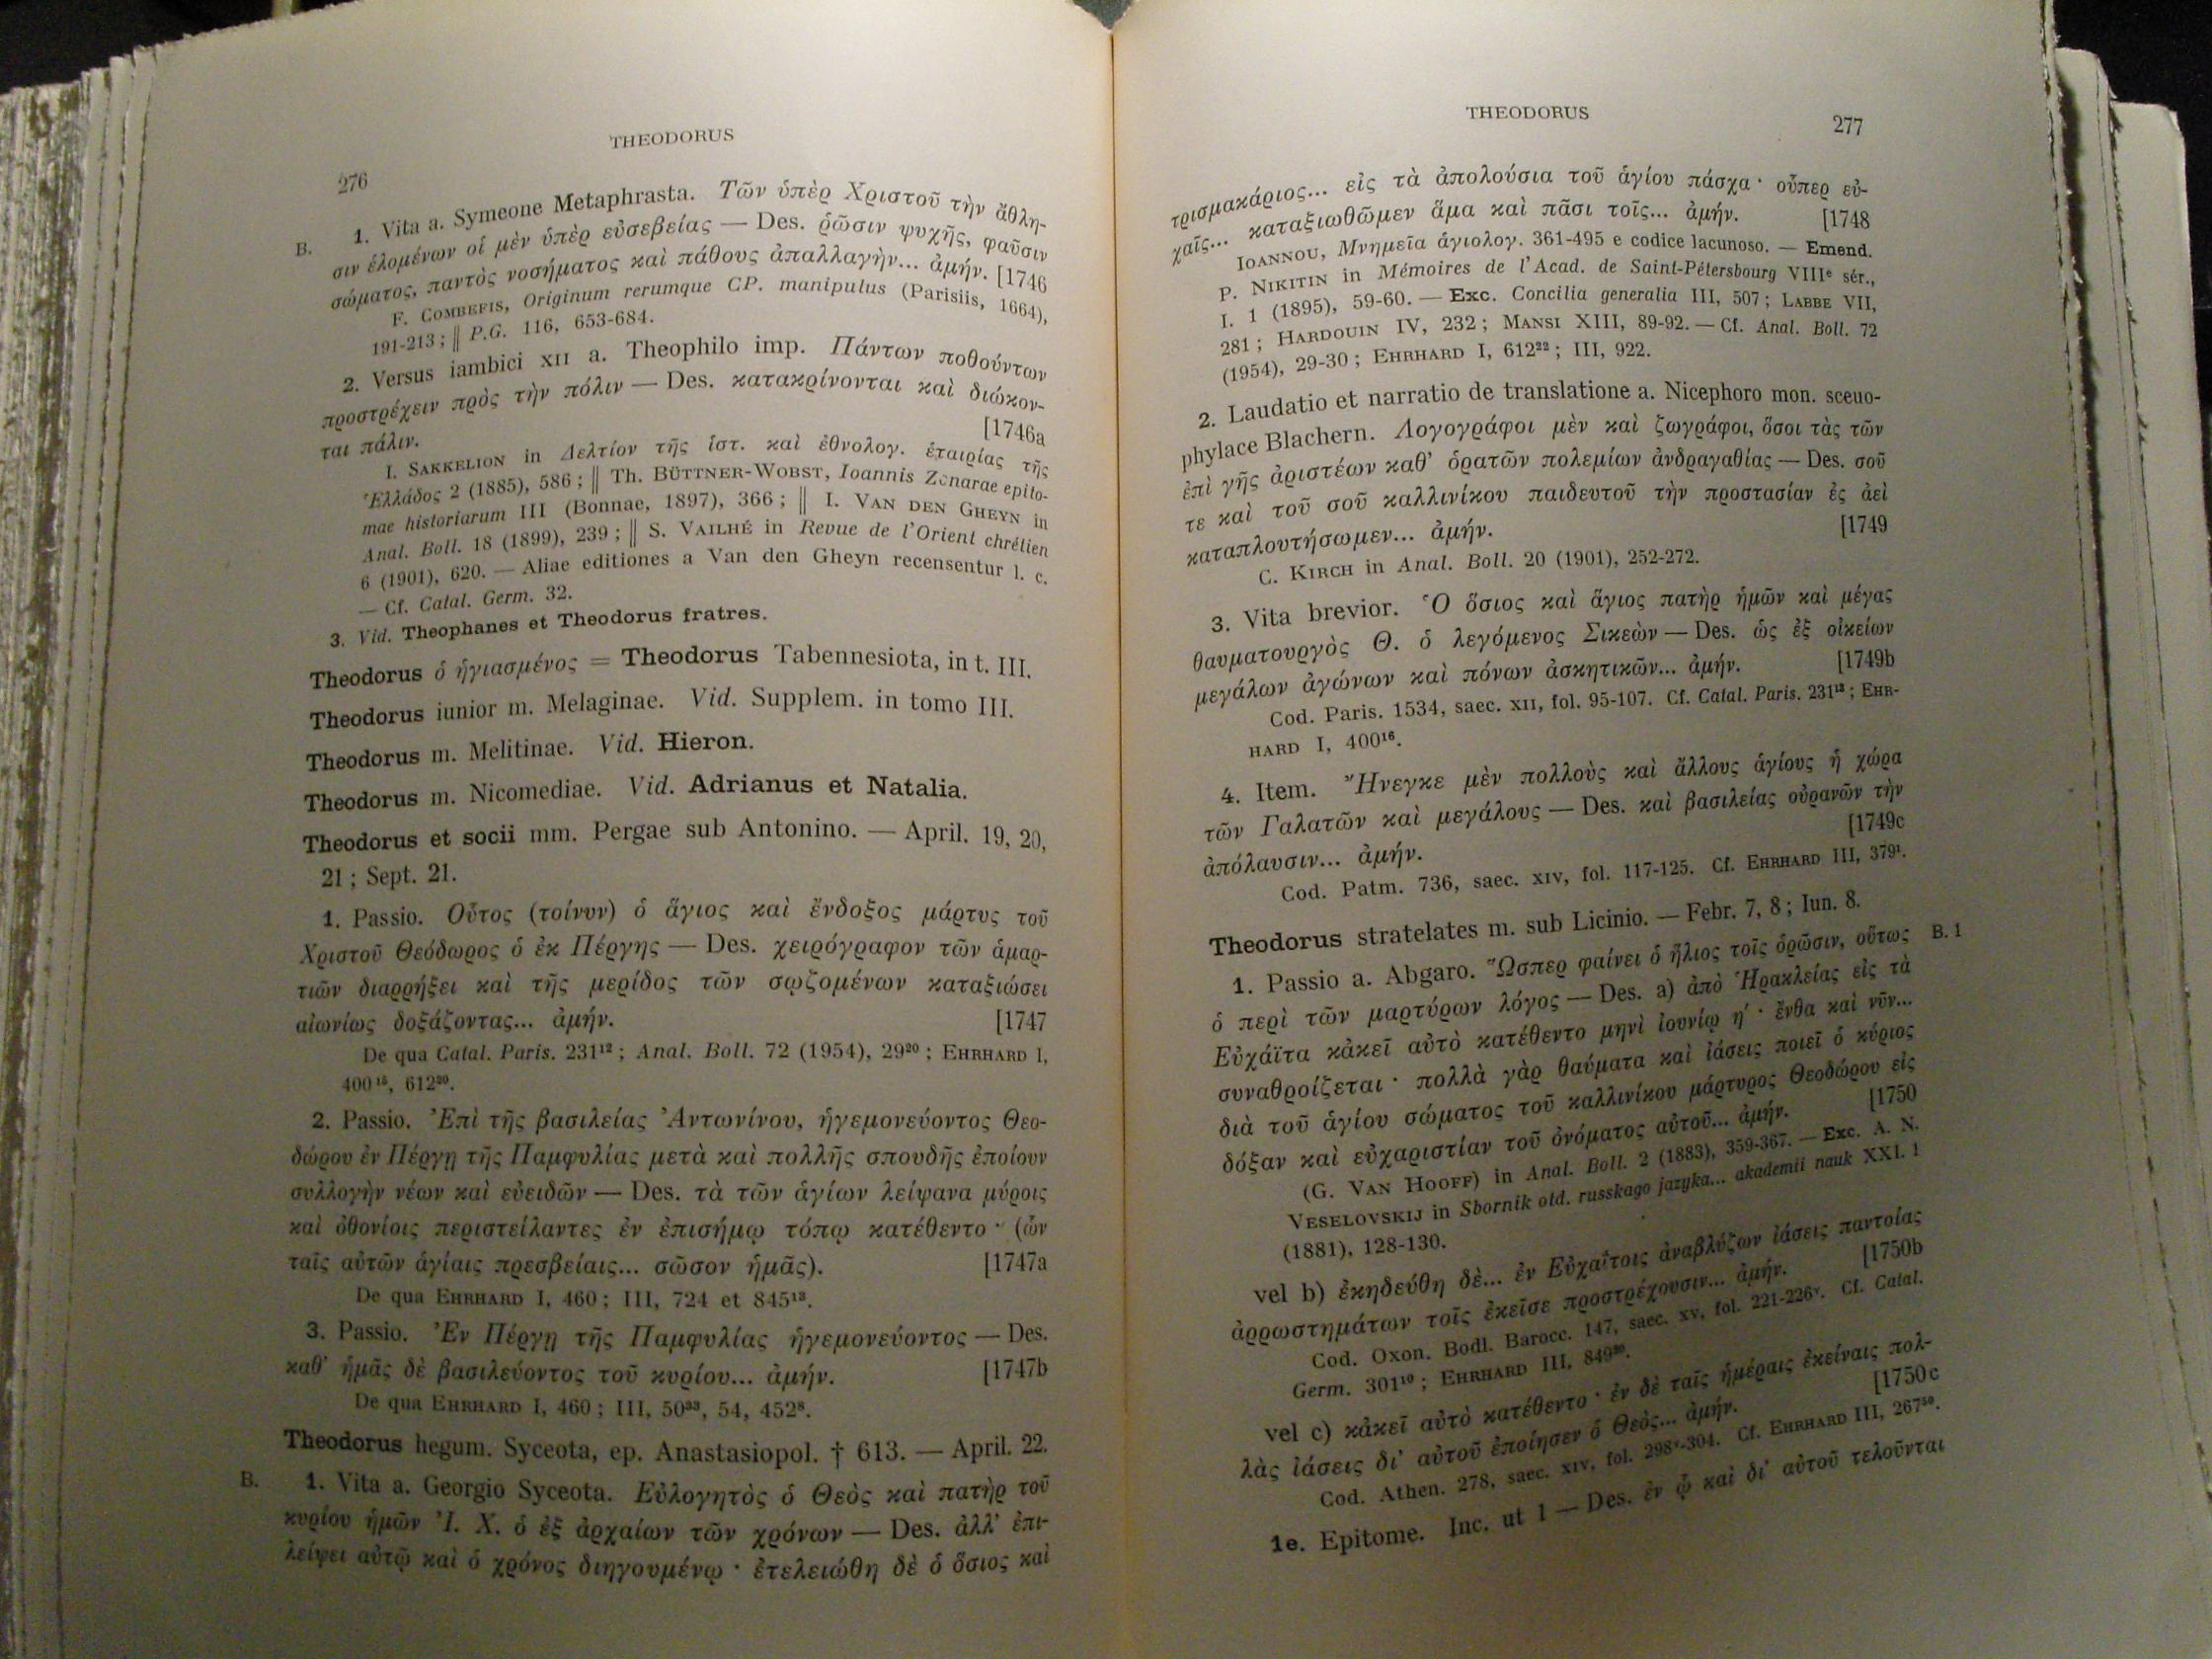 THEODORUS
276
B. 1. Vita a. Symeone Metaphrasta. Τῶν ὑπὲρ Χριστοῦ τὴν ἄθλη-
σιν ἑλομένων οἱ μὲν ὑπὲρ εὐσεβείας — Des. ῥῶσιν ψυχῆς, φαῦσιν
σώματος, παντὸς νοσήματος καὶ πάθους ἀπαλλαγὴν... ἀμήν. [1746
F. COMBEFIS, Originum rerumque CP. manipulus (Parisiis, 1664),
191-213 ; || P.G. 116, 653-684.
2. Versus iambici XII a. Theophilo imp. Πάντων ποθούντων
προστρέχειν πρὸς τὴν πόλιν — Des. κατακρίνονται καὶ διώκον-
ται πάλιν. [1746a
I. SAKKELION in Δελτίον τῆς ἱστ. καὶ ἐθνολογ. ἑταιρίας τῆς
Ἑλλάδος 2 (1885), 586 ; || Th. BÜTTNER-WOBST, Ioannis Zonarae epito-
mae historiarum III (Bonnae, 1897), 366 ; || I. VAN DEN GHEYN in
Anal. Boll. 18 (1899), 239 ; || S. VAILHÉ in Revue de l'Orient chrétien
6 (1901), 620. — Aliae editiones a Van den Gheyn recensentur l. c.
— Cf. Catal. Germ. 32.
3. Vid. Theophanes et Theodorus fratres.
Theodorus ὁ ἡγιασμένος = Theodorus Tabennesiota, in t. III.
Theodorus iunior m. Melaginae. Vid. Supplem. in tomo III.
Theodorus m. Melitinae. Vid. Hieron.
Theodorus m. Nicomediae. Vid. Adrianus et Natalia.
Theodorus et socii mm. Pergae sub Antonino. — April. 19, 20,
21 ; Sept. 21.
1. Passio. Οὗτος (τοίνυν) ὁ ἅγιος καὶ ἔνδοξος μάρτυς τοῦ
Χριστοῦ Θεόδωρος ὁ ἐκ Πέργης — Des. χειρόγραφον τῶν ἁμαρ-
τιῶν διαρρήξει καὶ τῆς μερίδος τῶν σῳζομένων καταξιώσει
αἰωνίως δοξάζοντας... ἀμήν. [1747
De qua Catal. Paris. 231¹² ; Anal. Boll. 72 (1954), 29²⁰ ; EHRHARD I,
400¹⁵, 612²⁰.
2. Passio. Ἐπὶ τῆς βασιλείας Ἀντωνίνου, ἡγεμονεύοντος Θεο-
δώρου ἐν Πέργῃ τῆς Παμφυλίας μετὰ καὶ πολλῆς σπουδῆς ἐποίουν
συλλογὴν νέων καὶ εὐειδῶν — Des. τὰ τῶν ἁγίων λείψανα μύροις
καὶ ὀθονίοις περιστείλαντες ἐν ἐπισήμῳ τόπῳ κατέθεντο · (ὧν
ταῖς αὐτῶν ἁγίαις πρεσβείαις... σῶσον ἡμᾶς). [1747a
De qua EHRHARD I, 460 ; III, 724 et 845¹³.
3. Passio. Ἐν Πέργῃ τῆς Παμφυλίας ἡγεμονεύοντος — Des.
καθ' ἡμᾶς δὲ βασιλεύοντος τοῦ κυρίου... ἀμήν. [1747b
De qua EHRHARD I, 460 ; III, 50³³, 54, 452⁸.
Theodorus hegum. Syceota, ep. Anastasiopol. † 613. — April. 22.
B. 1. Vita a. Georgio Syceota. Εὐλογητὸς ὁ Θεὸς καὶ πατὴρ τοῦ
κυρίου ἡμῶν Ἰ. Χ. ὁ ἐξ ἀρχαίων τῶν χρόνων — Des. ἀλλ' ἐπι-
λείψει αὐτῷ καὶ ὁ χρόνος διηγουμένῳ · ἐτελειώθη δὲ ὁ ὅσιος καὶ
THEODORUS
277
τρισμακάριος... εἰς τὰ ἀπολούσια τοῦ ἁγίου πάσχα · οὗπερ εὐ-
χαῖς... καταξιωθῶμεν ἅμα καὶ πᾶσι τοῖς... ἀμήν. [1748
IOANNOU, Μνημεῖα ἁγιολογ. 361-495 e codice lacunoso. — Emend.
P. NIKITIN in Mémoires de l'Acad. de Saint-Pétersbourg VIIIᵉ sér.,
I. 1 (1895), 59-60. — Exc. Concilia generalia III, 507 ; LABBE VII,
281 ; HARDOUIN IV, 232 ; MANSI XIII, 89-92. — Cf. Anal. Boll. 72
(1954), 29-30 ; EHRHARD I, 612²² ; III, 922.
2. Laudatio et narratio de translatione a. Nicephoro mon. sceuo-
phylace Blachern. Λογογράφοι μὲν καὶ ζωγράφοι, ὅσοι τὰς τῶν
ἐπὶ γῆς ἀριστέων καθ' ὁρατῶν πολεμίων ἀνδραγαθίας — Des. σοῦ
τε καὶ τοῦ σοῦ καλλινίκου παιδευτοῦ τὴν προστασίαν ἐς ἀεὶ
καταπλουτήσωμεν... ἀμήν. [1749
C. KIRCH in Anal. Boll. 20 (1901), 252-272.
3. Vita brevior. Ὁ ὅσιος καὶ ἅγιος πατὴρ ἡμῶν καὶ μέγας
θαυματουργὸς Θ. ὁ λεγόμενος Σικεὼν — Des. ὡς ἐξ οἰκείων
μεγάλων ἀγώνων καὶ πόνων ἀσκητικῶν... ἀμήν. [1749b
Cod. Paris. 1534, saec. XII, fol. 95-107. Cf. Catal. Paris. 231¹³ ; EHR-
HARD I, 400¹⁶.
4. Item. Ἤνεγκε μὲν πολλοὺς καὶ ἄλλους ἁγίους ἡ χώρα
τῶν Γαλατῶν καὶ μεγάλους — Des. καὶ βασιλείας οὐρανῶν τὴν
ἀπόλαυσιν... ἀμήν. [1749c
Cod. Patm. 736, saec. XIV, fol. 117-125. Cf. EHRHARD III, 379¹.
Theodorus stratelates m. sub Licinio. — Febr. 7, 8 ; Iun. 8.
1. Passio a. Abgaro. Ὥσπερ φαίνει ὁ ἥλιος τοῖς ὁρῶσιν, οὕτως B. 1
ὁ περὶ τῶν μαρτύρων λόγος — Des. a) ἀπὸ Ἡρακλείας εἰς τὰ
Εὐχάϊτα κἀκεῖ αὐτὸ κατέθεντο μηνὶ ἰουνίῳ η´ · ἔνθα καὶ νῦν...
συναθροίζεται · πολλὰ γὰρ θαύματα καὶ ἰάσεις ποιεῖ ὁ κύριος
διὰ τοῦ ἁγίου σώματος τοῦ καλλινίκου μάρτυρος Θεοδώρου εἰς
δόξαν καὶ εὐχαριστίαν τοῦ ὀνόματος αὐτοῦ... ἀμήν. [1750
(G. VAN HOOFF) in Anal. Boll. 2 (1883), 359-367. — Exc. A. N.
VESELOVSKIJ in Sbornik otd. russkago jazyka... akademii nauk XXI. 1
(1881), 128-130.
vel b) ἐκηδεύθη δὲ... ἐν Εὐχαΐτοις ἀναβλύζων ἰάσεις παντοίας
ἀρρωστημάτων τοῖς ἐκεῖσε προστρέχουσιν... ἀμήν. [1750b
Cod. Oxon. Bodl. Barocc. 147, saec. XV, fol. 221-226ᵛ. Cf. Catal.
Germ. 301¹⁰ ; EHRHARD III, 849.
vel c) κἀκεῖ αὐτὸ κατέθεντο · ἐν δὲ ταῖς ἡμέραις ἐκείναις πολ-
λὰς ἰάσεις δι' αὐτοῦ ἐποίησεν ὁ Θεὸς... ἀμήν. [1750c
Cod. Athen. 278, saec. XIV, fol. 298ᵛ-304. Cf. EHRHARD III, 267.
1e. Epitome. Inc. ut 1 — Des. ἐν ᾧ καὶ δι' αὐτοῦ τελοῦνται